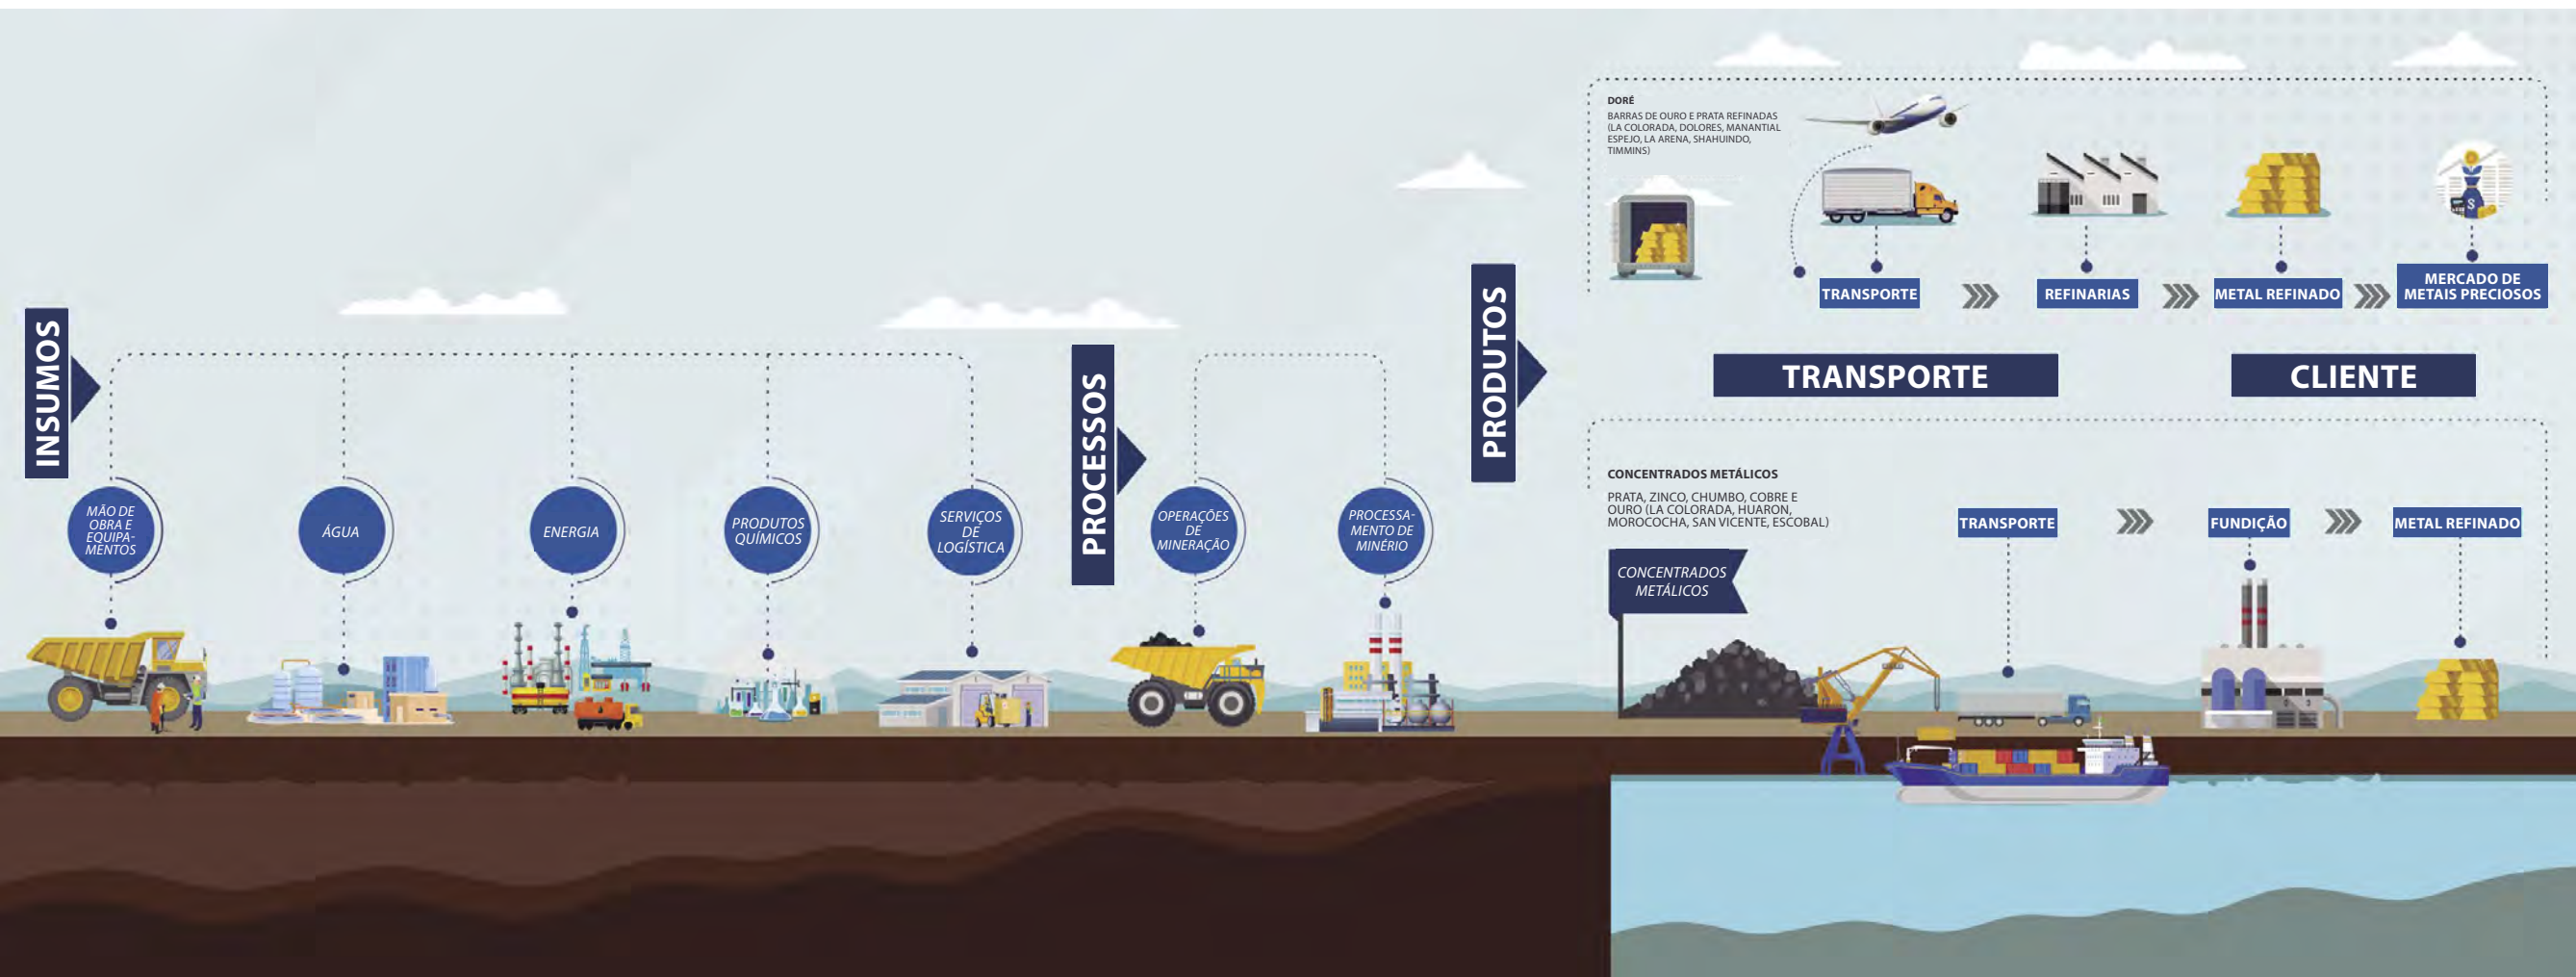 INSUMOS
MÃO DE
OBRA E
EQUIPA-
MENTOS
ÁGUA
ENERGIA
PRODUTOS
QUÍMICOS
SERVIÇOS
DE
LOGÍSTICA
PROCESSOS
OPERAÇÕES
DE
MINERAÇÃO
PROCESSA-
MENTO DE
MINÉRIO
PRODUTOS
DORÉ
BARRAS DE OURO E PRATA REFINADAS
(LA COLORADA, DOLORES, MANANTIAL
ESPEJO, LA ARENA, SHAHUINDO,
TIMMINS)
$
TRANSPORTE
REFINARIAS
METAL REFINADO
MERCADO DE
METAIS PRECIOSOS
TRANSPORTE
CLIENTE
CONCENTRADOS METÁLICOS
PRATA, ZINCO, CHUMBO, COBRE E
OURO (LA COLORADA, HUARON,
MOROCOCHA, SAN VICENTE, ESCOBAL)
CONCENTRADOS
METÁLICOS
TRANSPORTE
FUNDIÇÃO
METAL REFINADO